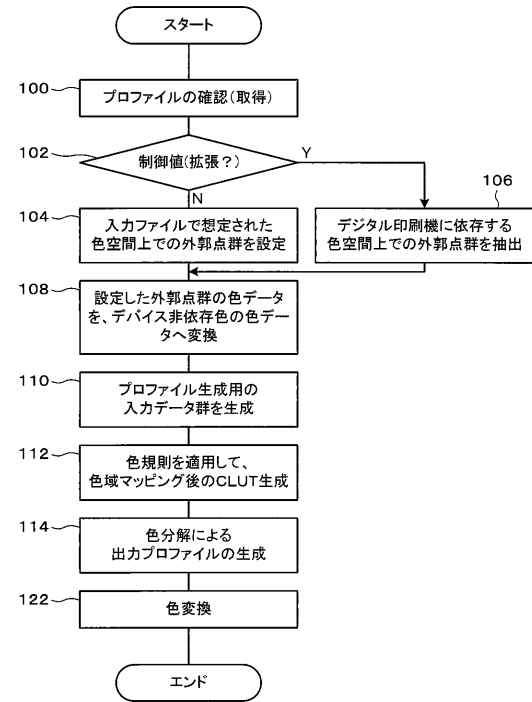 スタート
100
プロファイルの確認(取得)
102
制御値(拡張?)
Y
N
104
入力ファイルで想定された
色空間上での外郭点群を設定
106
デジタル印刷機に依存する
色空間上での外郭点群を抽出
108
設定した外郭点群の色データ
を、デバイス非依存色の色デー
タへ変換
110
プロファイル生成用の
入力データ群を生成
112
色規則を適用して、
色域マッピング後のCLUT生成
114
色分解による
出力プロファイルの生成
122
色変換
エンド